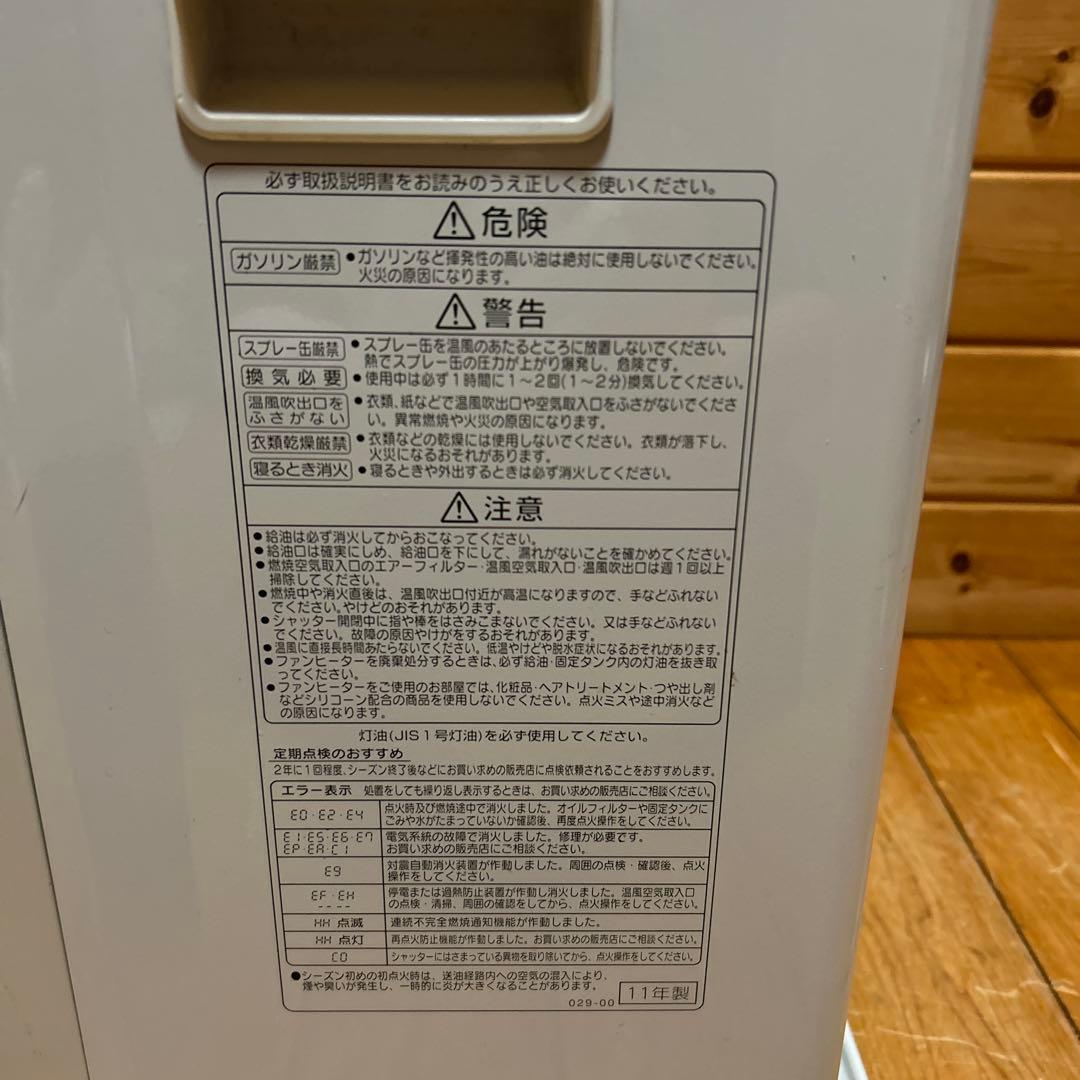 必ず取扱説明書をお読みのうえ正しくお使いください。
⚠危険
ガソリン厳禁 ●ガソリンなど揮発性の高い油は絶対に使用しないでください。
火災の原因になります。
⚠警告
スプレー缶厳禁 ●スプレー缶を温風のあたるところに放置しないでください。
熱でスプレー缶の圧力が上がり爆発し、危険です。
換気必要 ●使用中は必ず1時間に1～2回(1～2分)換気してください。
温風吹出口を
ふさがない
●衣類、紙などで温風吹出口や空気取入口をふさがないでくださ
い。異常燃焼や火災の原因になります。
衣類乾燥厳禁 ●衣類などの乾燥には使用しないでください。衣類が落下し、
火災になるおそれがあります。
寝るとき消火 ●寝るときや外出するときは必ず消火してください。
⚠注意
●給油は必ず消火してからおこなってください。
●給油口は確実にしめ、給油口を下にして、漏れがないことを確かめてください。
●燃焼空気取入口のエアーフィルター・温風空気取入口・温風吹出口は週1回以上
掃除してください。
●燃焼中や消火直後は、温風吹出口付近が高温になりますので、手などふれない
でください。やけどのおそれがあります。
●シャッター開閉中に指や棒をはさみこまないでください。又は手などふれない
でください。故障の原因やけがをするおそれがあります。
●温風に直接長時間あたらないでください。低温やけどや脱水症状になるおそれがあります。
●ファンヒーターを廃棄処分するときは、必ず給油・固定タンク内の灯油を抜き取
ってください。
●ファンヒーターをご使用のお部屋では、化粧品・ヘアトリートメント・つや出し剤
などシリコーン配合の商品を使用しないでください。点火ミスや途中消火など
の原因になります。
灯油(JIS1号灯油)を必ず使用してください。
定期点検のおすすめ
2年に1回程度、シーズン終了後などにお買い求めの販売店に点検依頼されることをおすすめします。
エラー表示 処置をしても繰り返し表示するときは、お買い求めの販売店にご相談ください。
E0・E2・E4
点火時及び燃焼途中で消火しました。オイルフィルターや固定タンクに
ごみや水がたまっていないか確認後、再度点火操作をしてください。
E1・E5・E6・E7
EP・EA・C1
電気系統の故障で消火しました。修理が必要です。
お買い求めの販売店にご相談ください。
E9
対震自動消火装置が作動しました。周囲の点検・確認後、点火
操作をしてください。
EF・EH
----
停電または過熱防止装置が作動し消火しました。温風空気取入口
の点検・清掃、周囲の確認をしてから、点火操作をしてください。
HH 点滅 連続不完全燃焼通知機能が作動しました。
HH 点灯 再点火防止機能が作動しました。お買い求めの販売店にご相談ください。
C0 シャッターにはさまっている異物を取り除いてから、点火操作をしてください。
●シーズン初めの初点火時は、送油経路内への空気の混入により、
煙や臭いが発生し、一時的に炎が大きくなることがあります。
029-00 11年製